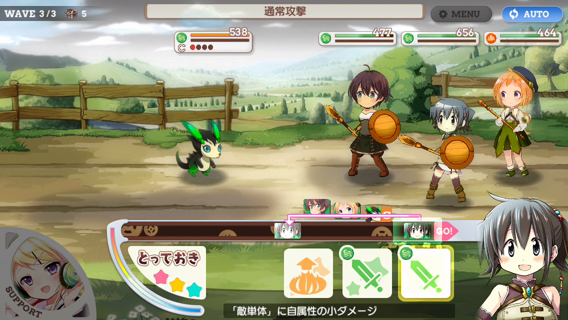 WAVE 3/3 5
通常攻撃
MENU
AUTO
538
C
477
656
464
GO!
とっておき
SUPPORT
「敵単体」に自属性の小ダメージ